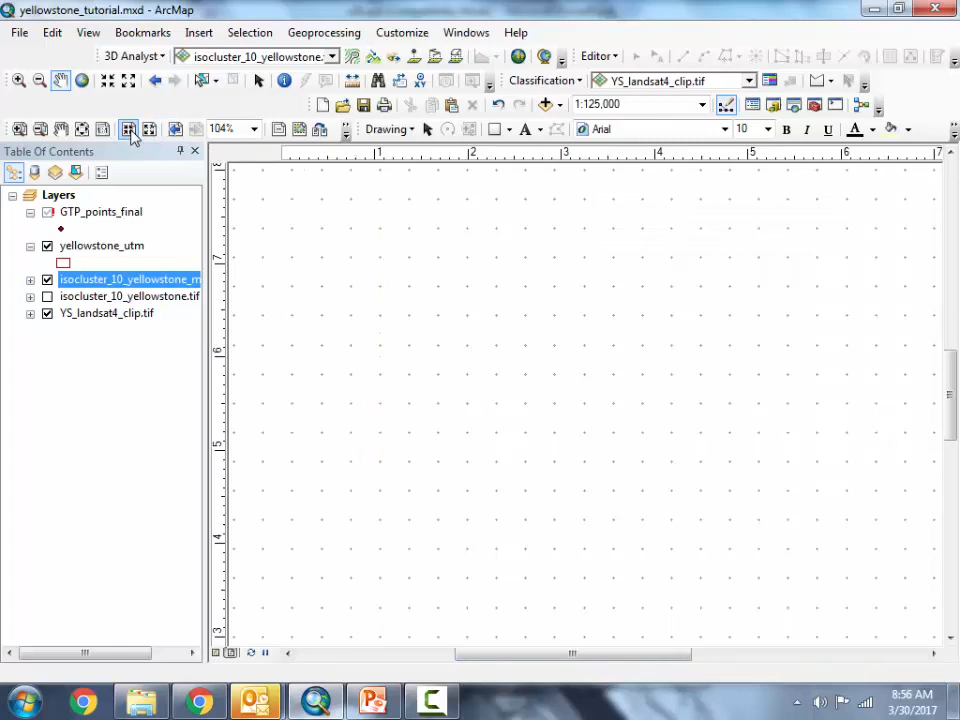 yellowstone_tutorial.mxd - ArcMap
File Edit View Bookmarks Insert Selection Geoprocessing Customize Windows Help
3D Analyst isocluster_10_yellowstone. Editor
Classification YS_landsat4_clip.tif
1:125,000
104% Drawing A Arial 10 B I U A
Table Of Contents
1 2 3 4 5 6 7
Layers
GTP_points_final
yellowstone_utm
isocluster_10_yellowstone_m
isocluster_10_yellowstone.tif
YS_landsat4_clip.tif
7
6
5
4
3
8:56 AM
3/30/2017